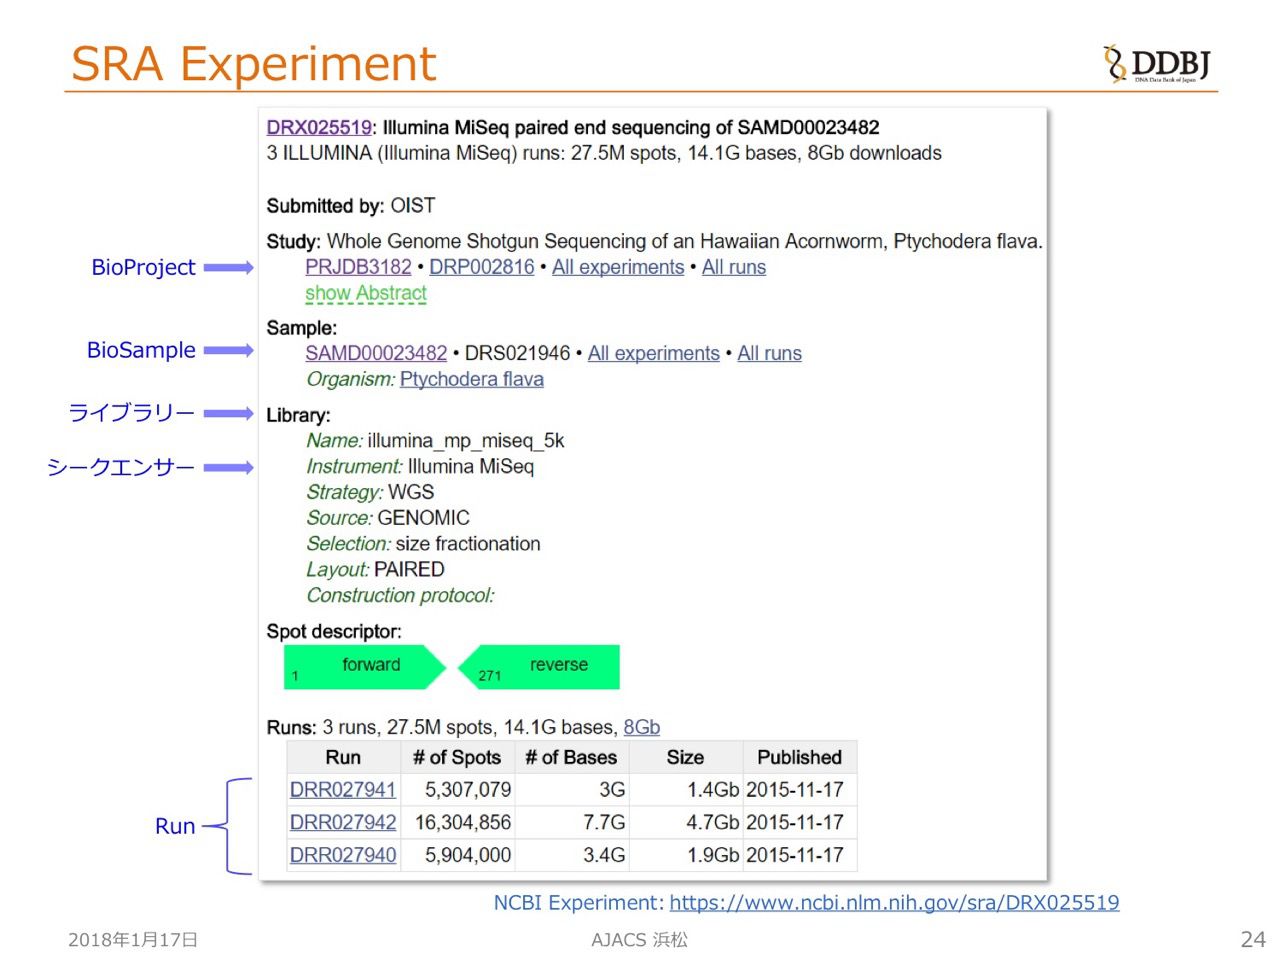 SRA Experiment
DDBJ
DNA Data Bank of Japan
DRX025519: Illumina MiSeq paired end sequencing of SAMD00023482
3 ILLUMINA (Illumina MiSeq) runs: 27.5M spots, 14.1G bases, 8Gb downloads
Submitted by: OIST
Study: Whole Genome Shotgun Sequencing of an Hawaiian Acornworm, Ptychodera flava.
BioProject
PRJDB3182 • DRP002816 • All experiments • All runs
show Abstract
Sample:
BioSample
SAMD00023482 • DRS021946 • All experiments • All runs
Organism: Ptychodera flava
ライブラリー
Library:
Name: illumina_mp_miseq_5k
シークエンサー
Instrument: Illumina MiSeq
Strategy: WGS
Source: GENOMIC
Selection: size fractionation
Layout: PAIRED
Construction protocol:
Spot descriptor:
1 forward 271 reverse
Runs: 3 runs, 27.5M spots, 14.1G bases, 8Gb
Run # of Spots # of Bases Size Published
DRR027941 5,307,079 3G 1.4Gb 2015-11-17
Run
DRR027942 16,304,856 7.7G 4.7Gb 2015-11-17
DRR027940 5,904,000 3.4G 1.9Gb 2015-11-17
NCBI Experiment: https://www.ncbi.nlm.nih.gov/sra/DRX025519
2018年1月17日
AJACS 浜松
24